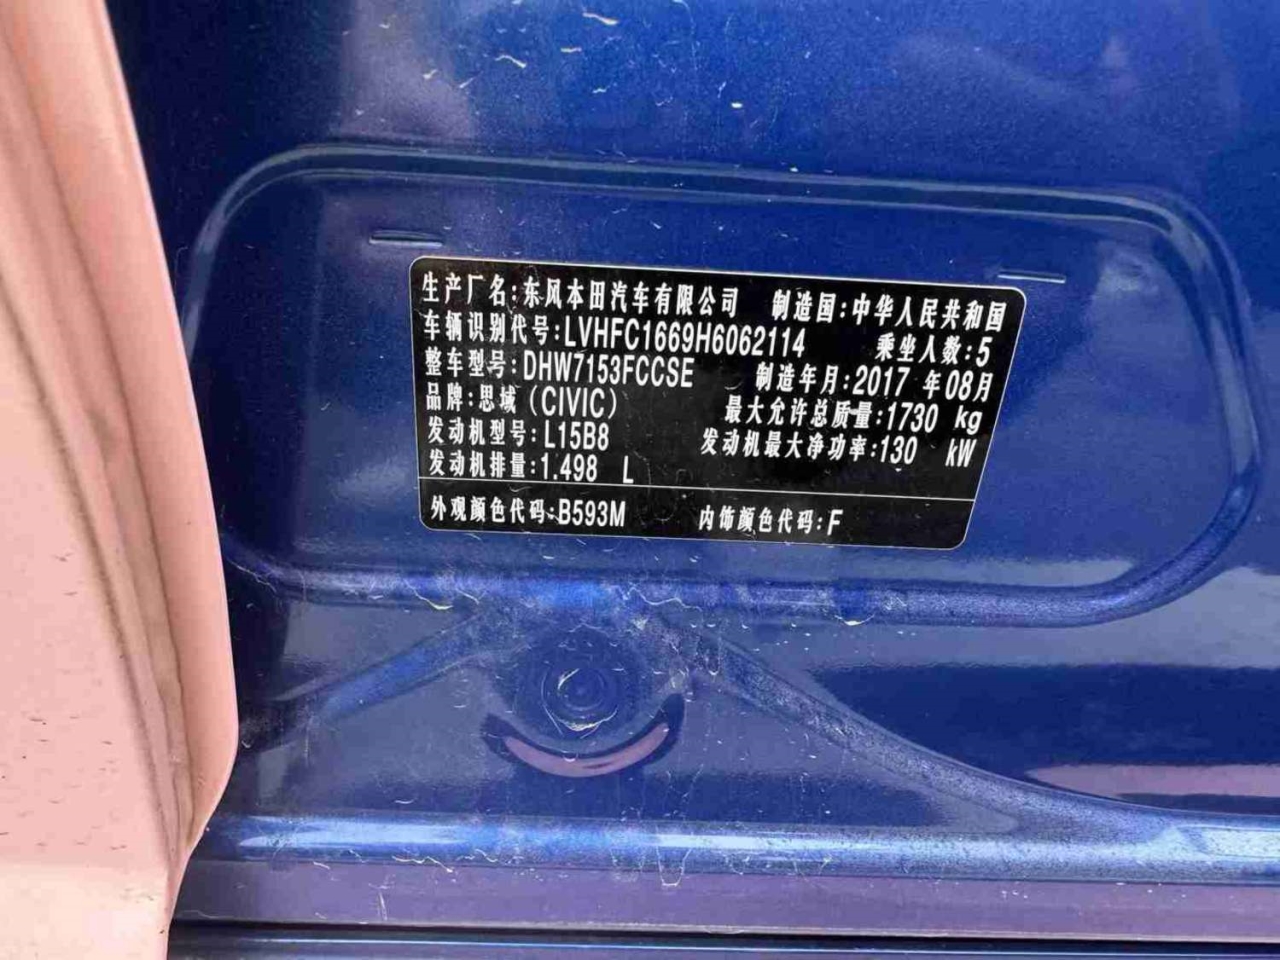 生产厂名:东风本田汽车有限公司 制造国:中华人民共和国
车辆识别代号:LVHFC1669H6062114 乘坐人数:5
整车型号:DHW7153FCCSE 制造年月:2017 年08月
品牌:思域(CIVIC) 最大允许总质量:1730 kg
发动机型号:L15B8 发动机最大净功率:130 kW
发动机排量:1.498 L
外观颜色代码:B593M 内饰颜色代码:F